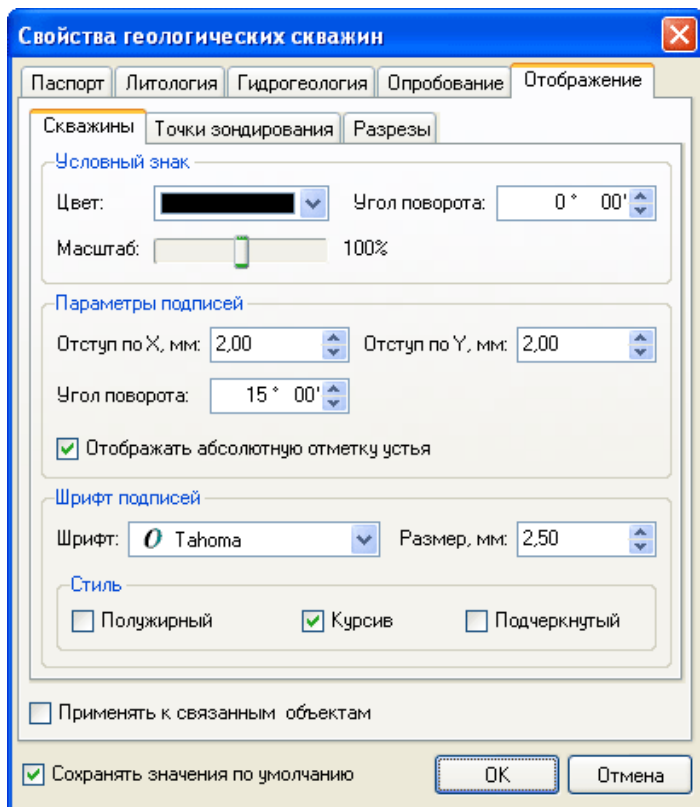 Свойства геологических скважин
Паспорт Литология Гидрогеология Опробование Отображение
Скважины Точки зондирования Разрезы
Условный знак
Цвет: Угол поворота: 0 ° 00'
Масштаб: 100%
Параметры подписей
Отступ по X, мм: 2,00 Отступ по Y, мм: 2,00
Угол поворота: 15 ° 00'
Отображать абсолютную отметку устья
Шрифт подписей
Шрифт: O Tahoma Размер, мм: 2,50
Стиль
Полужирный Курсив Подчеркнутый
Применять к связанным объектам
Сохранять значения по умолчанию OK Отмена